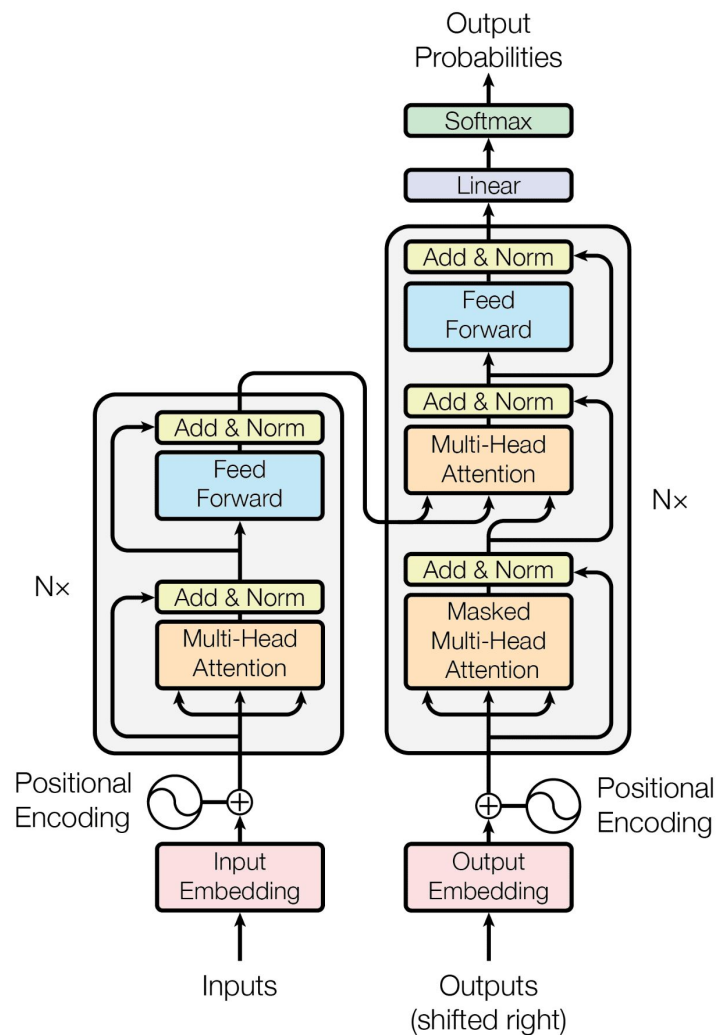 Output
Probabilities
Softmax
Linear
Add & Norm
Feed
Forward
Add & Norm
Multi-Head
Attention
Add & Norm
Masked
Multi-Head
Attention
N×
Add & Norm
Feed
Forward
Add & Norm
Multi-Head
Attention
N×
Positional
Encoding
Positional
Encoding
Input
Embedding
Output
Embedding
Inputs
Outputs
(shifted right)